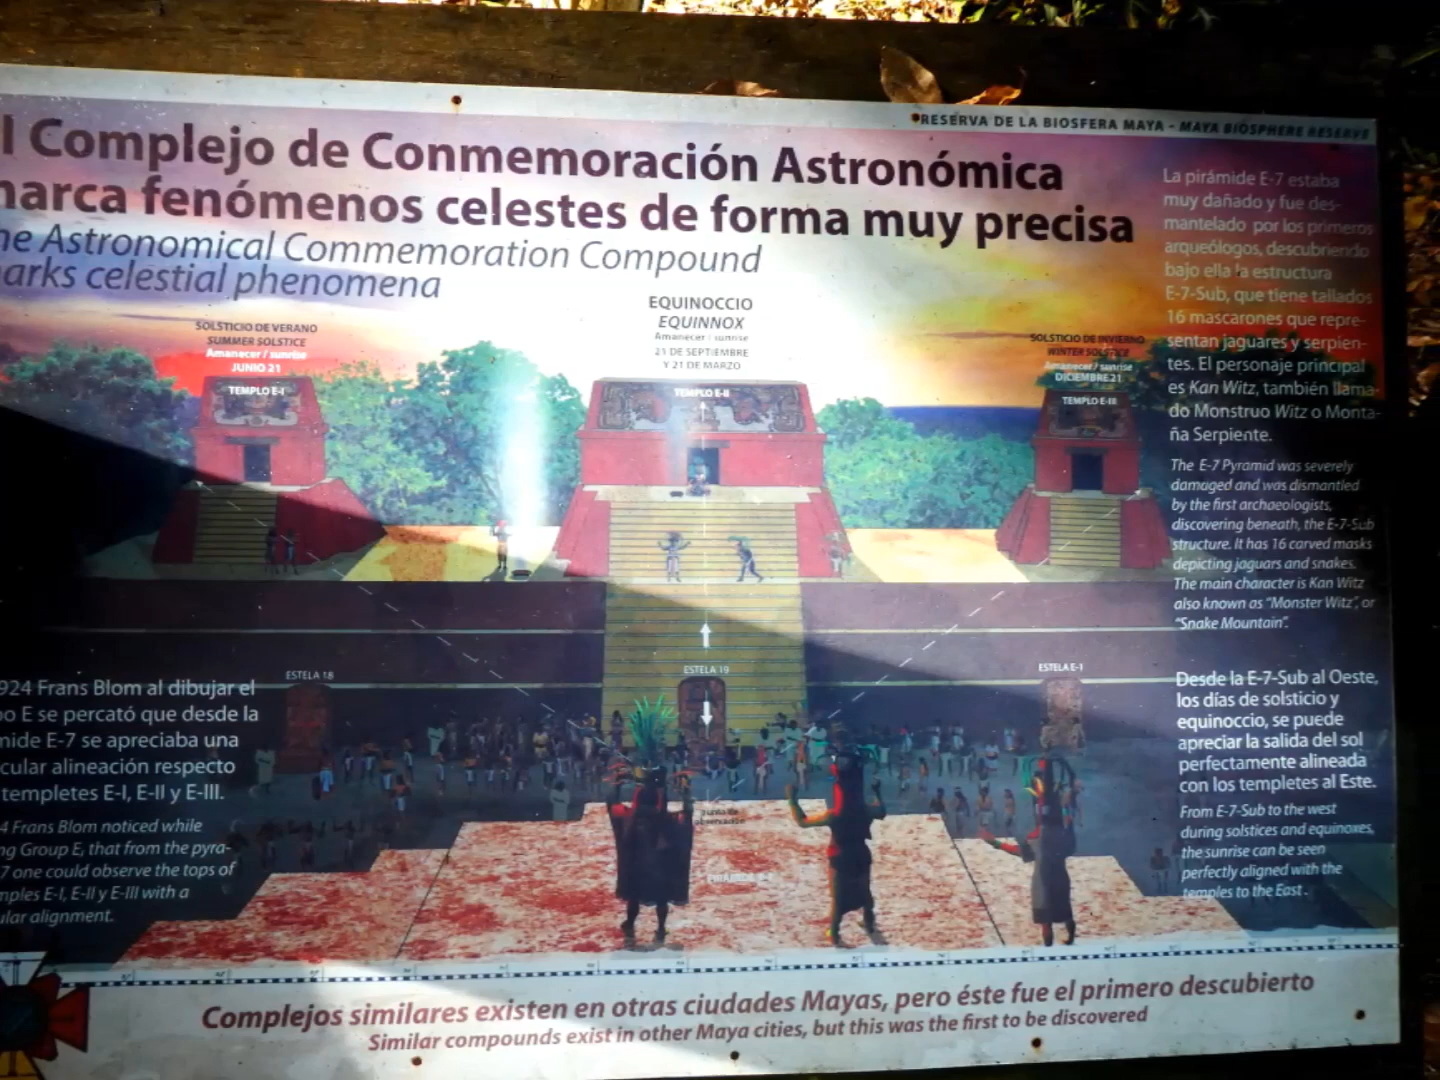 RESERVA DE LA BIOSFERA MAYA - MAYA BIOSPHERE RESERVE
l Complejo de Conmemoración Astronómica
arca fenómenos celestes de forma muy precisa
he Astronomical Commemoration Compound
arks celestial phenomena
SOLSTICIO DE VERANO
SUMMER SOLSTICE
Amanecer / sunrise
JUNIO 21
TEMPLO E-I
EQUINOCCIO
EQUINNOX
Amanecer / sunrise
21 DE SEPTIEMBRE
Y 21 DE MARZO
TEMPLO E-II
SOLSTICIO DE INVIERNO
WINTER SOLSTICE
Amanecer / sunrise
DICIEMBRE 21
TEMPLO E-III
La pirámide E-7 estaba
muy dañado y fue des-
mantelado por los primeros
arqueólogos, descubriendo
bajo ella la estructura
E-7-Sub, que tiene tallados
16 mascarones que repre-
sentan jaguares y serpien-
tes. El personaje principal
es Kan Witz, también llama-
do Monstruo Witz o Monta-
ña Serpiente.
The E-7 Pyramid was severely
damaged and was dismantled
by the first archaeologists,
discovering beneath, the E-7-Sub
structure. It has 16 carved masks
depicting jaguars and snakes.
The main character is Kan Witz
also known as "Monster Witz", or
"Snake Mountain".
ESTELA 18
ESTELA 19
ESTELA E-1
924 Frans Blom al dibujar el
po E se percató que desde la
mide E-7 se apreciaba una
cular alineación respecto
templetes E-I, E-II y E-III.
4 Frans Blom noticed while
ng Group E, that from the pyra-
7 one could observe the tops of
mples E-I, E-II y E-III with a
ular alignment.
Punto de
observación
Desde la E-7-Sub al Oeste,
los días de solsticio y
equinoccio, se puede
apreciar la salida del sol
perfectamente alineada
con los templetes al Este.
From E-7-Sub to the west
during solstices and equinoxes,
the sunrise can be seen
perfectly aligned with the
temples to the East.
Complejos similares existen en otras ciudades Mayas, pero éste fue el primero descubierto
Similar compounds exist in other Maya cities, but this was the first to be discovered